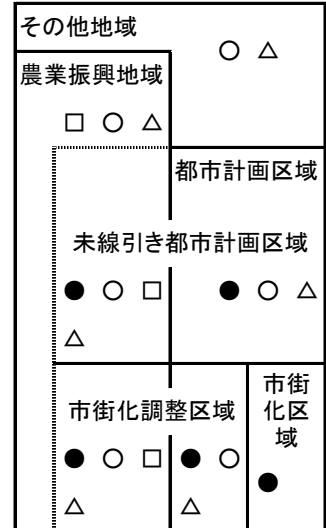 その他地域
○ △
農業振興地域
□ ○ △
都市計画区域
未線引き都市計画区域
● ○ □
△
● ○ △
市街化調整区域
● ○ □
△
● ○
△
市街
化区
域
●